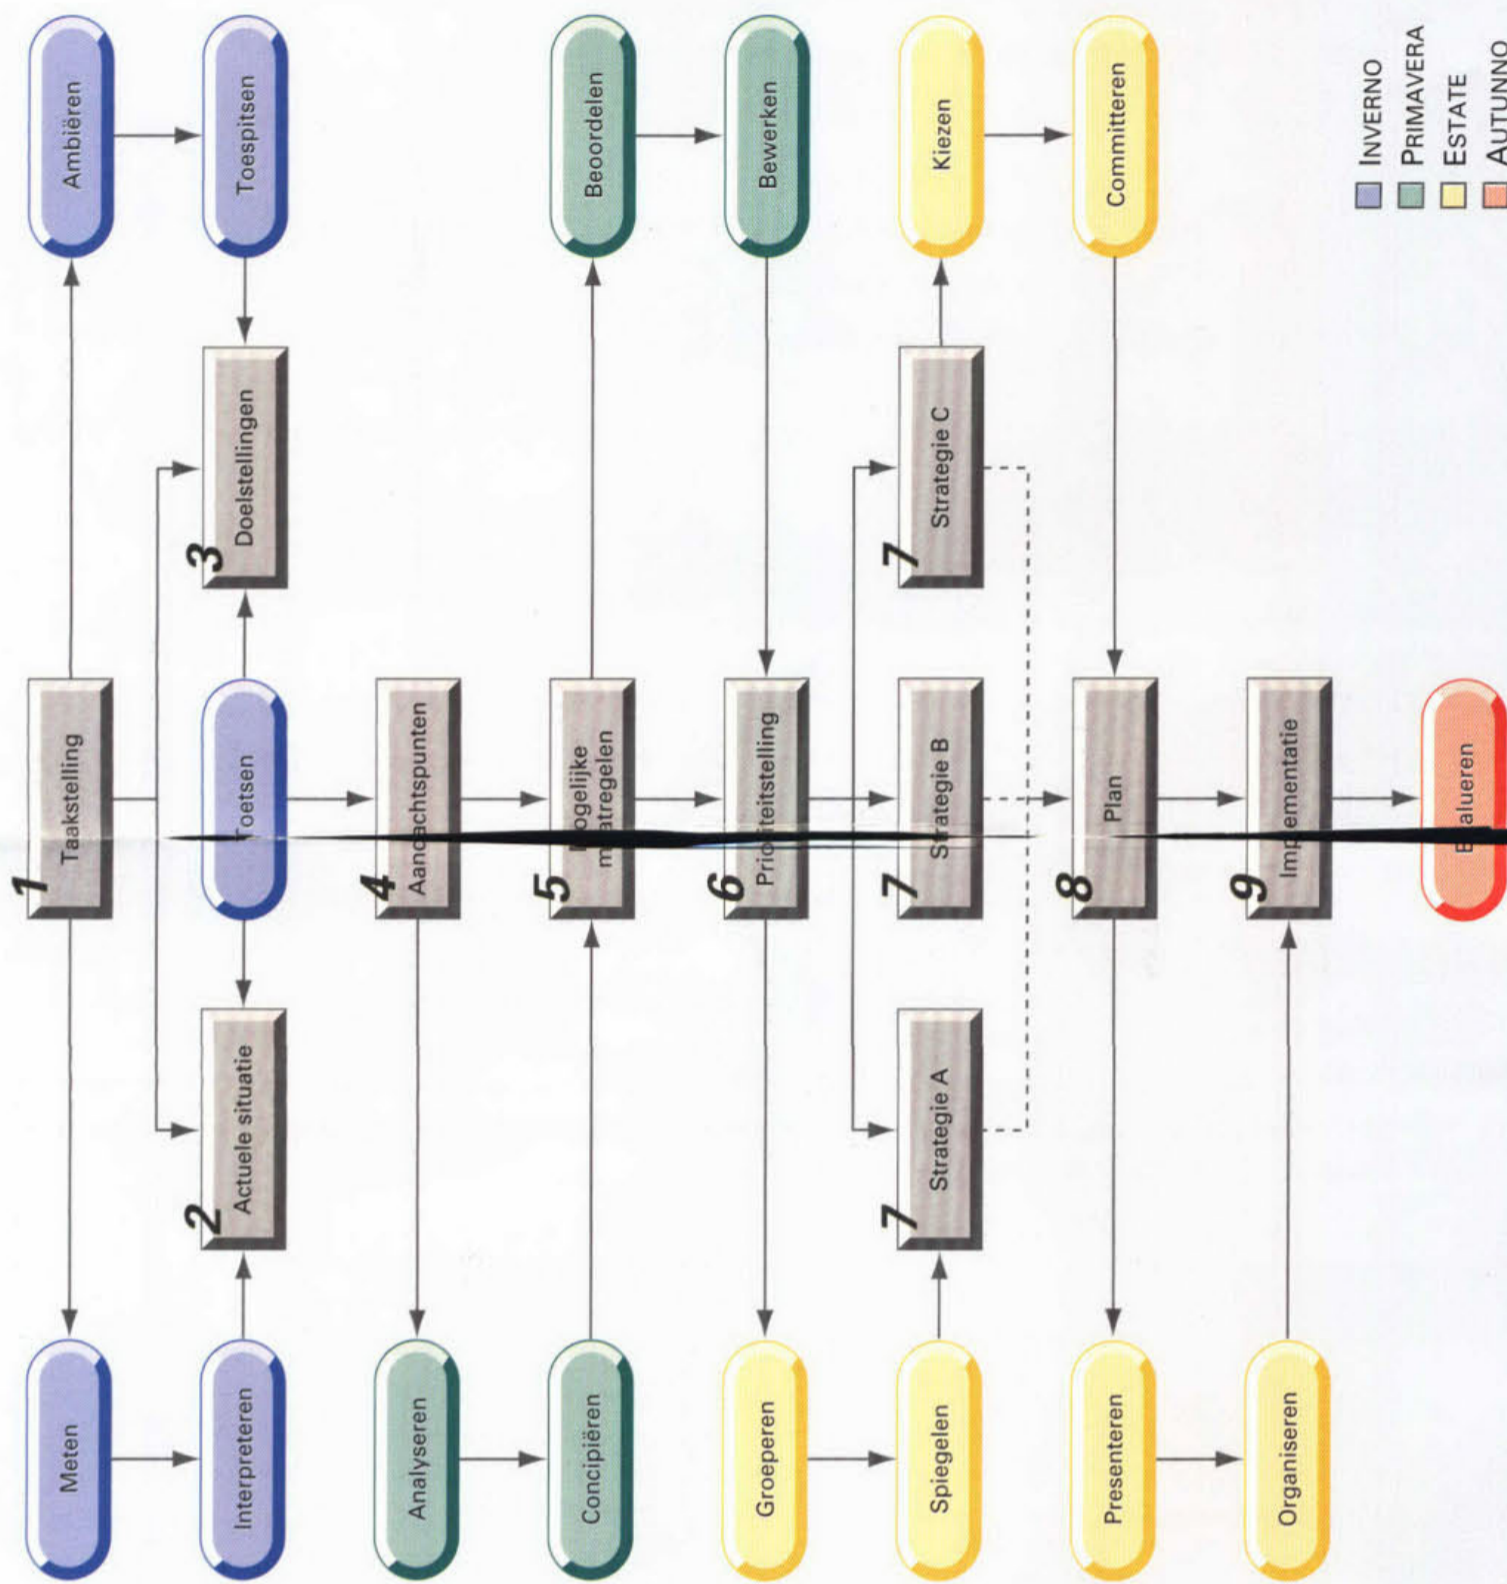 Meten
1
Taakstelling
Ambiëren
Interpreteren
2
Actuele situatie
Toetsen
3
Doelstellingen
Toespitsen
Analyseren
4
Aandachtspunten
Concipiëren
5
Mogelijke
maatregelen
Beoordelen
Groeperen
6
Prioriteitstelling
Bewerken
Spiegelen
7
Strategie A
7
Strategie B
7
Strategie C
Kiezen
Presenteren
8
Plan
Committeren
Organiseren
9
Implementatie
Evalueren
INVERNO
PRIMAVERA
ESTATE
AUTUNNO